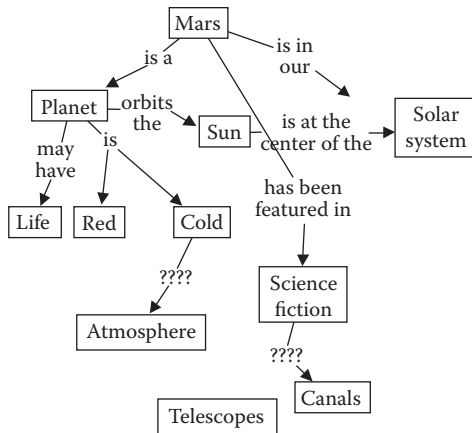 Mars
is a
is in
our
Planet
orbits
the
Sun
is at the
center of the
Solar
system
may
have
is
has been
featured in
Life
Red
Cold
????
Science
fiction
Atmosphere
????
Canals
Telescopes